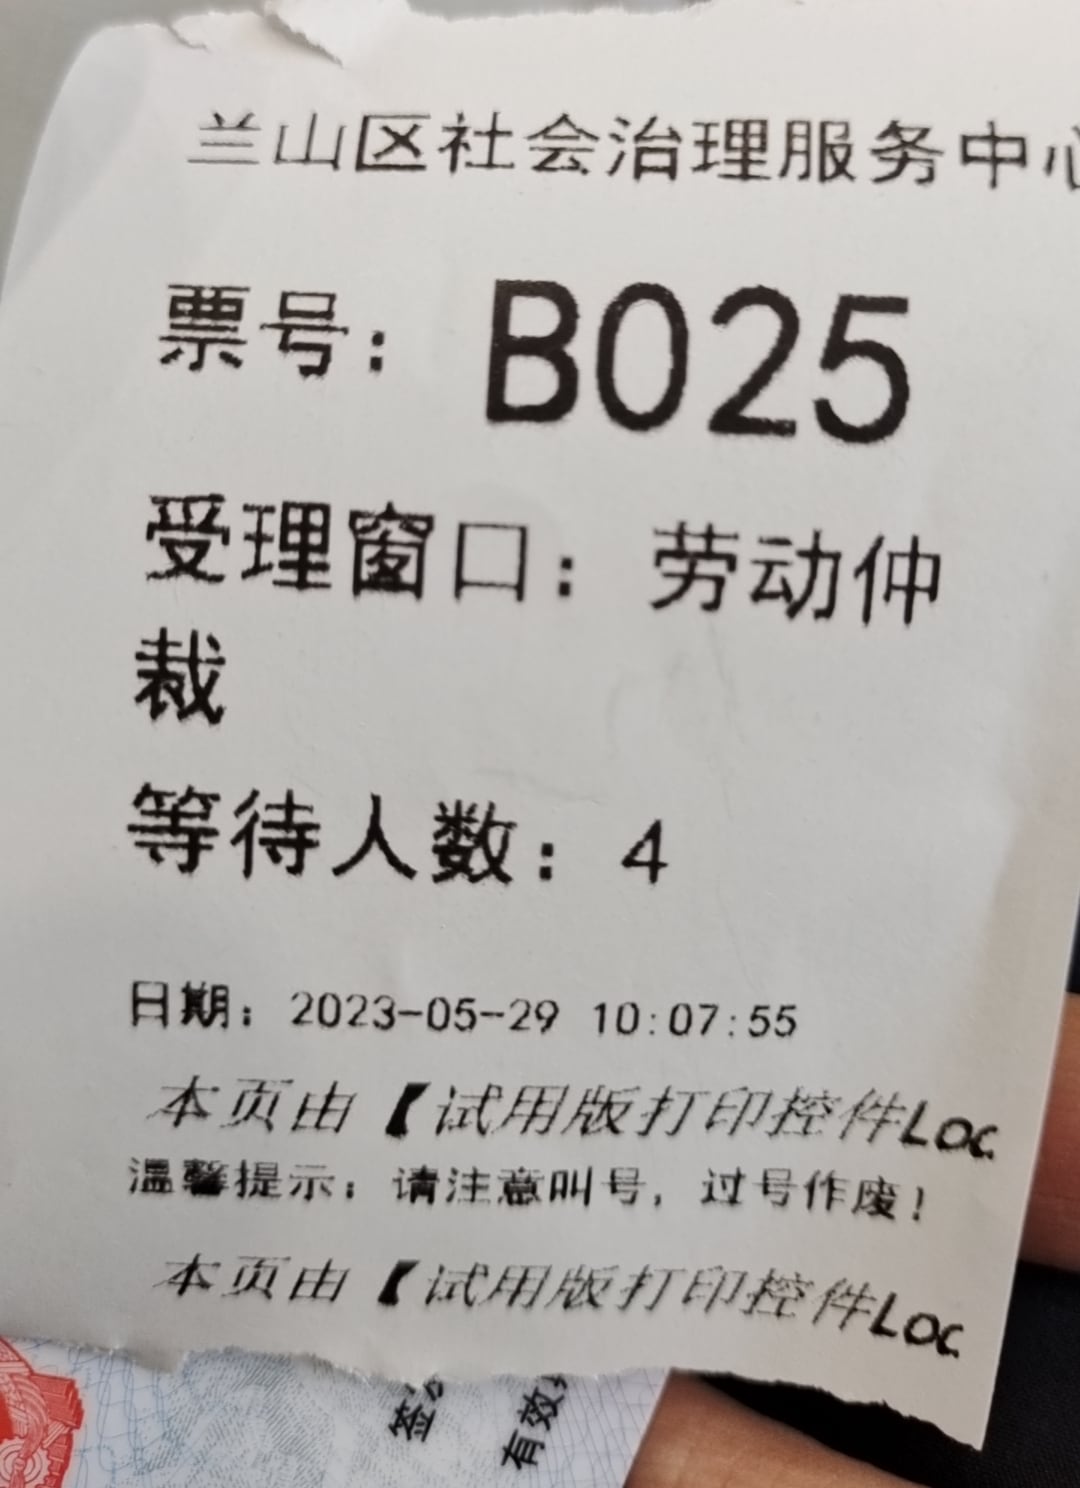 兰山区社会治理服务中心
票号：B025
受理窗口：劳动仲
裁
等待人数：4
日期：2023-05-29 10:07:55
本页由【试用版打印控件Loc
温馨提示：请注意叫号，过号作废！
本页由【试用版打印控件Loc
签
有效